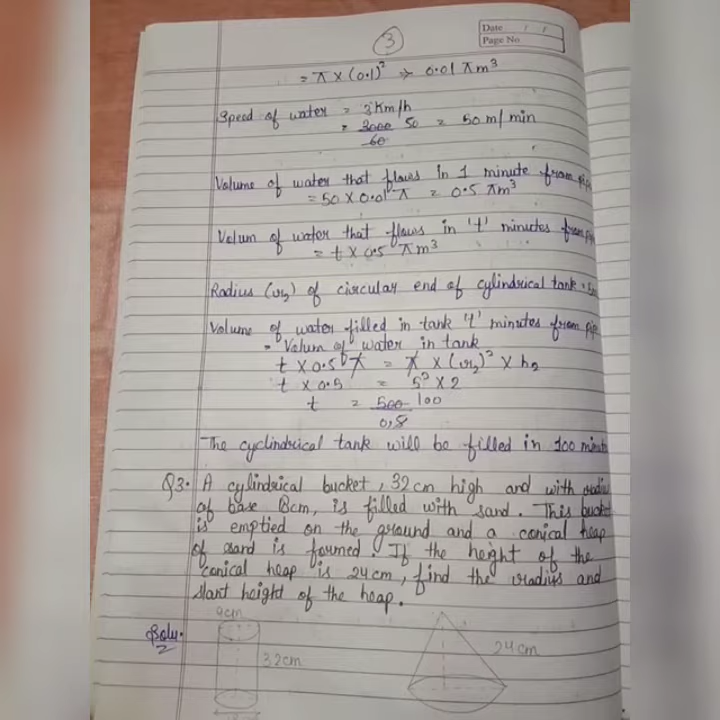 3
Date / /
Page No
= π × (0.1)² ⇒ 0.01 π m³
Speed of water = 3Km/h
= 3000 50 = 50 m/min
60
Volume of water that flows in 1 minute from pipe
= 50 × 0.01 π = 0.5 π m³
Volum of water that flows in 't' minutes from pipe
= t × 0.5 π m³
Radius (r₂) of circular end of cylindrical tank =
Volume of water filled in tank 't' minutes from pipe
= Volum of water in tank
t × 0.5 π = π × (r₂)² × h₂
t × 0.5 = 5² × 2
t = 500 100
The cyclindrical tank will be filled in 100 minute
Q3. A cylindrical bucket, 32 cm high and with radiu
of base 18cm, is filled with sand. This bucket
is emptied on the ground and a conical heap
of sand is formed. If the height of the
conical heap is 24 cm, find the radius and
slant height of the heap.
Solu.
32cm
24cm